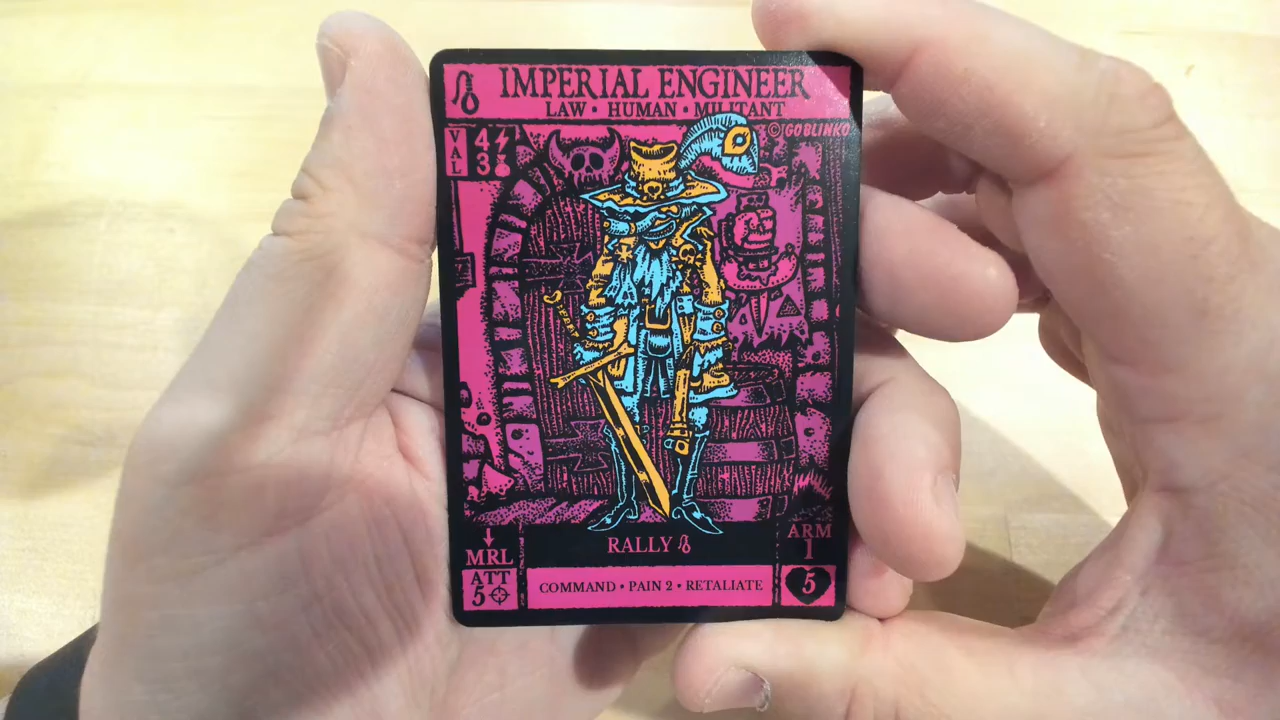 IMPERIAL ENGINEER
LAW • HUMAN • MILITANT
©GOBLINKO
VAL 4
3
RALLY
MRL
ARM
1
ATT
5
COMMAND • PAIN 2 • RETALIATE
5